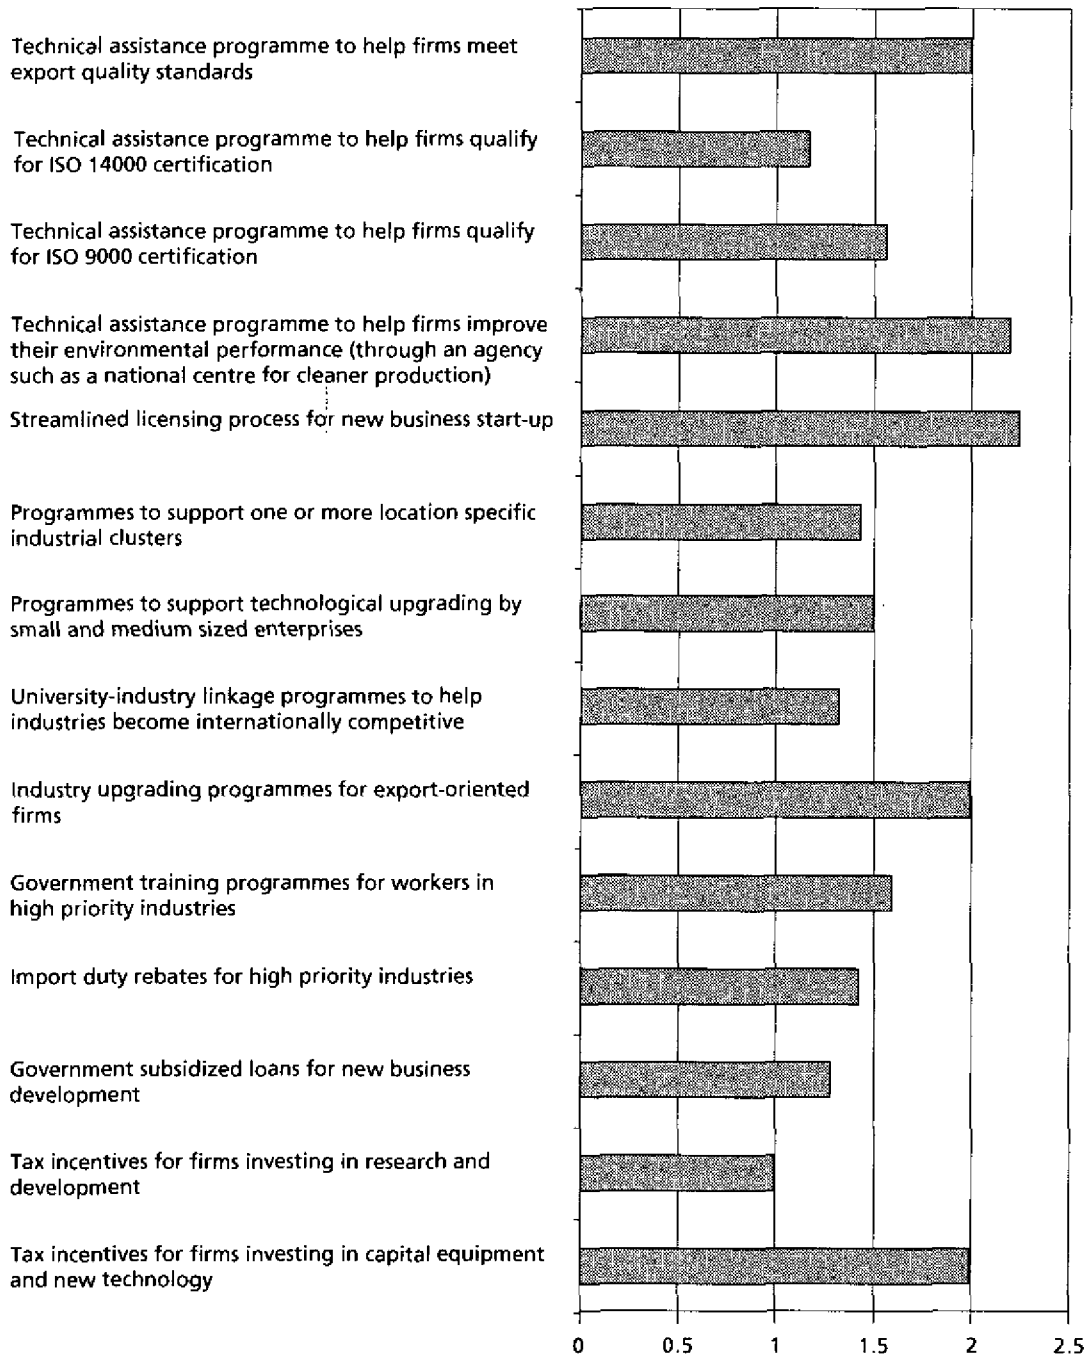 Technical assistance programme to help firms meet
export quality standards
Technical assistance programme to help firms qualify
for ISO 14000 certification
Technical assistance programme to help firms qualify
for ISO 9000 certification
Technical assistance programme to help firms improve
their environmental performance (through an agency
such as a national centre for cleaner production)
Streamlined licensing process for new business start-up
Programmes to support one or more location specific
industrial clusters
Programmes to support technological upgrading by
small and medium sized enterprises
University-industry linkage programmes to help
industries become internationally competitive
Industry upgrading programmes for export-oriented
firms
Government training programmes for workers in
high priority industries
Import duty rebates for high priority industries
Government subsidized loans for new business
development
Tax incentives for firms investing in research and
development
Tax incentives for firms investing in capital equipment
and new technology
0 0.5 1 1.5 2 2.5